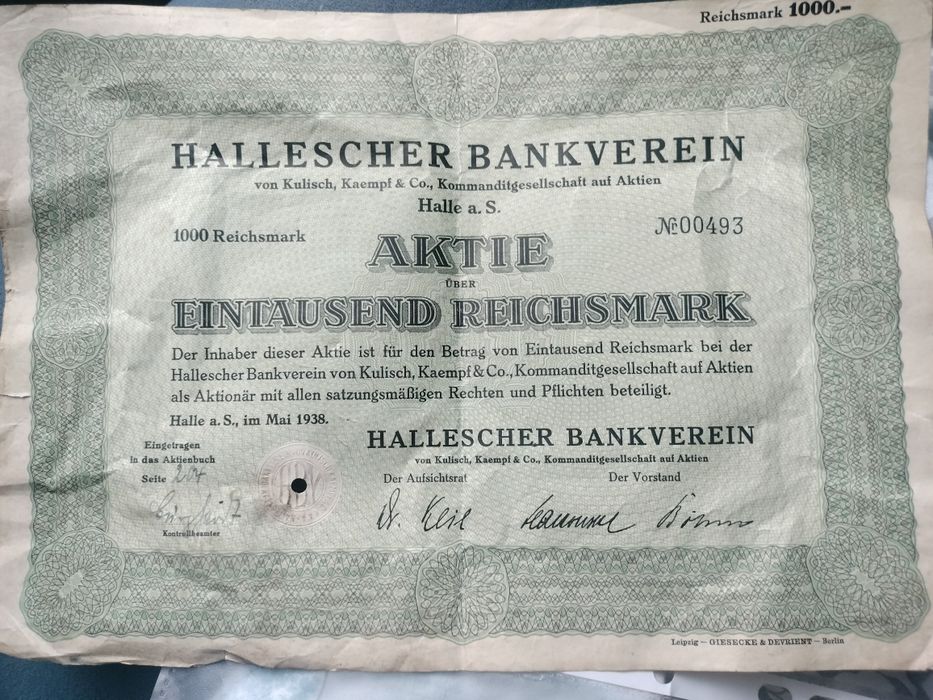 Reichsmark 1000.-
HALLESCHER BANKVEREIN
von Kulisch, Kaempf & Co., Kommanditgesellschaft auf Aktien
Halle a. S.
1000 Reichsmark
№ 00493
AKTIE
ÜBER
EINTAUSEND REICHSMARK
Der Inhaber dieser Aktie ist für den Betrag von Eintausend Reichsmark bei der
Hallescher Bankverein von Kulisch, Kaempf & Co., Kommanditgesellschaft auf Aktien
als Aktionär mit allen satzungsmäßigen Rechten und Pflichten beteiligt.
Halle a. S., im Mai 1938.
Eingetragen
in das Aktienbuch
Seite
Kontrollbeamter
HALLESCHER BANKVEREIN
von Kulisch, Kaempf & Co., Kommanditgesellschaft auf Aktien
Der Aufsichtsrat
Der Vorstand
Dr. Keil
Leipzig – GIESECKE & DEVRIENT – Berlin